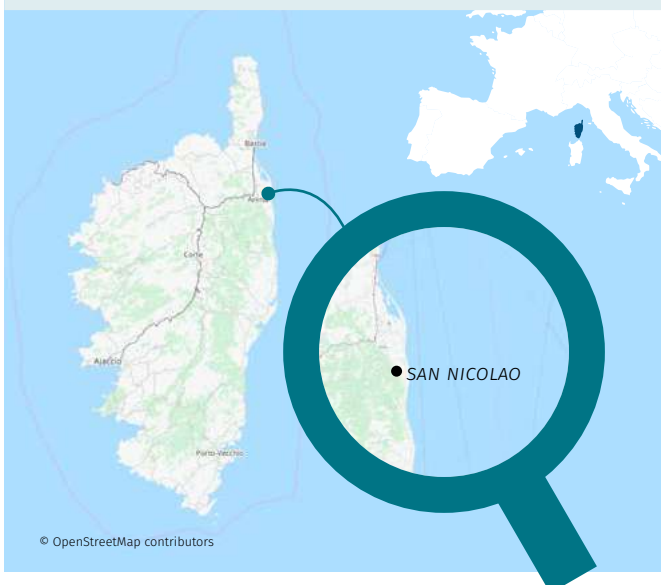 Bastia
Corte
SAN NICOLAO
Ajaccio
Porto-Vecchio
© OpenStreetMap contributors